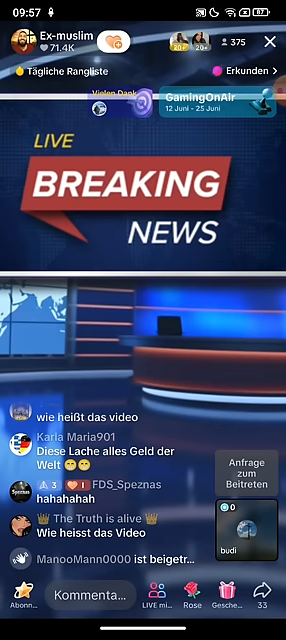 09:57
87
Ex-muslim
71.4K
20+
20+
375
Tägliche Rangliste
Erkunden
Vielen Dank
GamingOnAir
12 Juni - 25 Juni
LIVE
BREAKING
NEWS
wie heißt das video
Karla Maria901
Diese Lache alles Geld der
Welt 😁😁
3 1 FDS_Speznas
hahahahah
👑 The Truth is alive 👑
Wie heisst das Video
ManooMann0000 ist beigetr...
Anfrage
zum
Beitreten
0
budi
Abonn...
Kommenta...
LIVE mi...
Rose
Gesche...
33